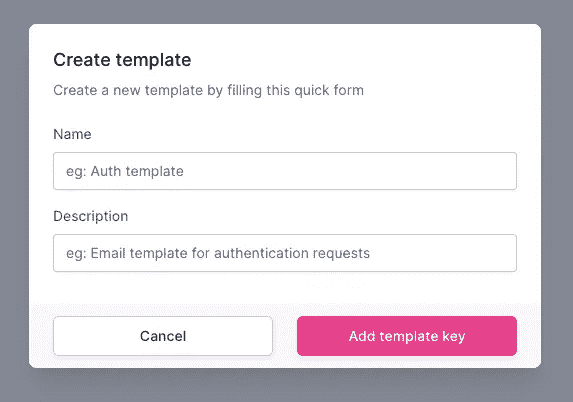 Create template
Create a new template by filling this quick form
Name
eg: Auth template
Description
eg: Email template for authentication requests
Cancel
Add template key